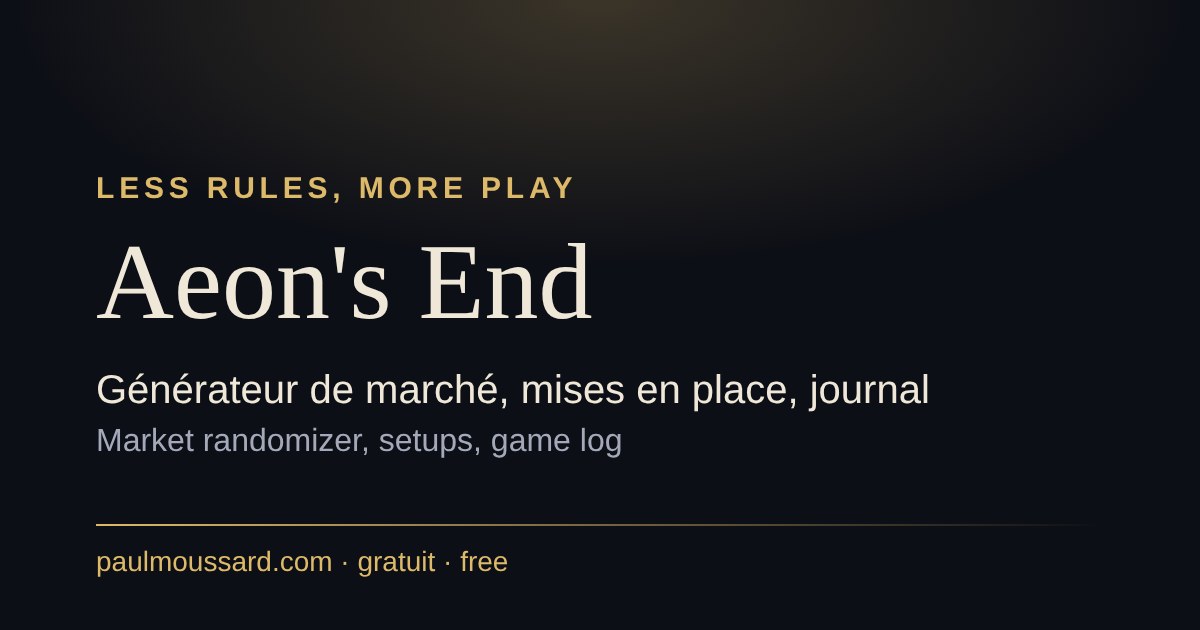 LESS RULES, MORE PLAY
Aeon's End
Générateur de marché, mises en place, journal
Market randomizer, setups, game log
paulmoussard.com · gratuit · free